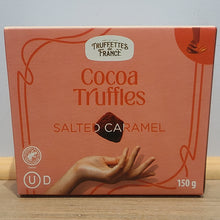 TRUFFETTES
DE FRANCE
Cocoa
Truffles
SALTED CARAMEL
U D
150 g